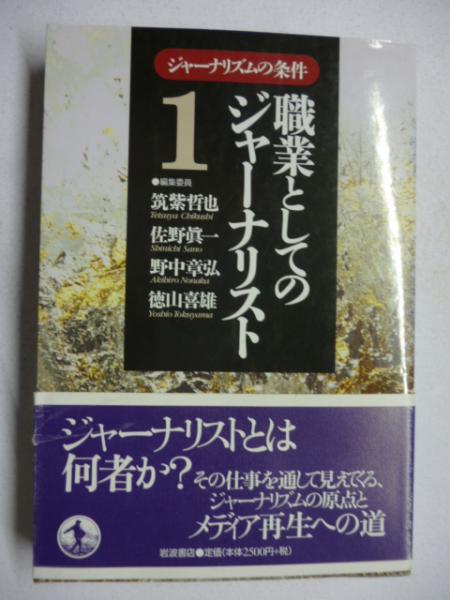 ジャーナリズムの条件
1
職業としての
ジャーナリスト
●編集委員
筑紫哲也
Tetsuya Chikushi
佐野眞一
Shinichi Sano
野中章弘
Akihiro Nonaka
徳山喜雄
Yoshio Tokuyama
ジャーナリストとは
何者か?
その仕事を通して見えてくる、
ジャーナリズムの原点と
メディア再生への道
岩波書店●定価(本体2500円+税)